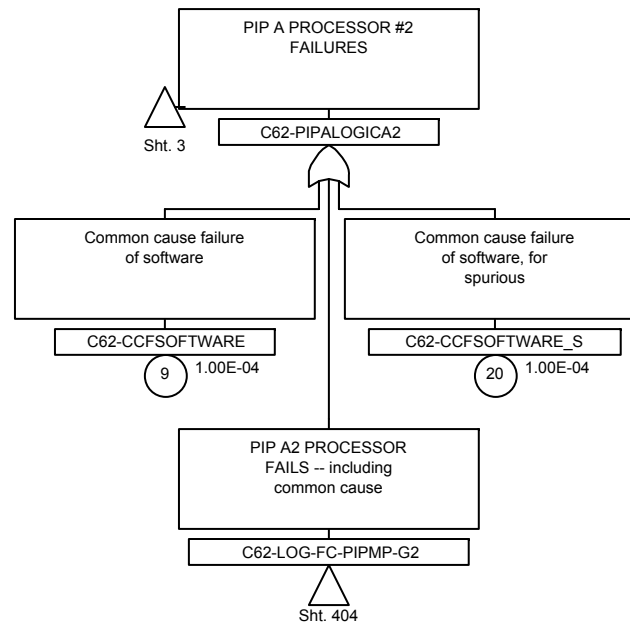 PIP A PROCESSOR #2
FAILURES
Sht. 3
C62-PIPALOGICA2
Common cause failure
of software
C62-CCFSOFTWARE
9
1.00E-04
Common cause failure
of software, for
spurious
C62-CCFSOFTWARE_S
20
1.00E-04
PIP A2 PROCESSOR
FAILS -- including
common cause
C62-LOG-FC-PIPMP-G2
Sht. 404